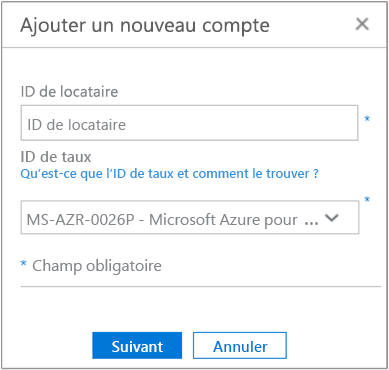 Ajouter un nouveau compte
ID de locataire
ID de locataire *
ID de taux
Qu'est-ce que l'ID de taux et comment le trouver ?
MS-AZR-0026P - Microsoft Azure pour ... *
* Champ obligatoire
Suivant Annuler